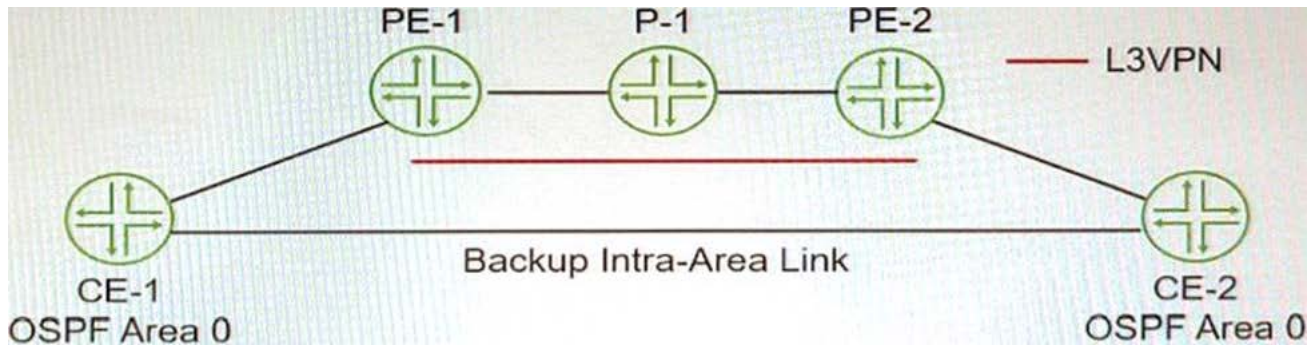 PE-1
P-1
PE-2
L3VPN
Backup Intra-Area Link
CE-1
OSPF Area 0
CE-2
OSPF Area 0